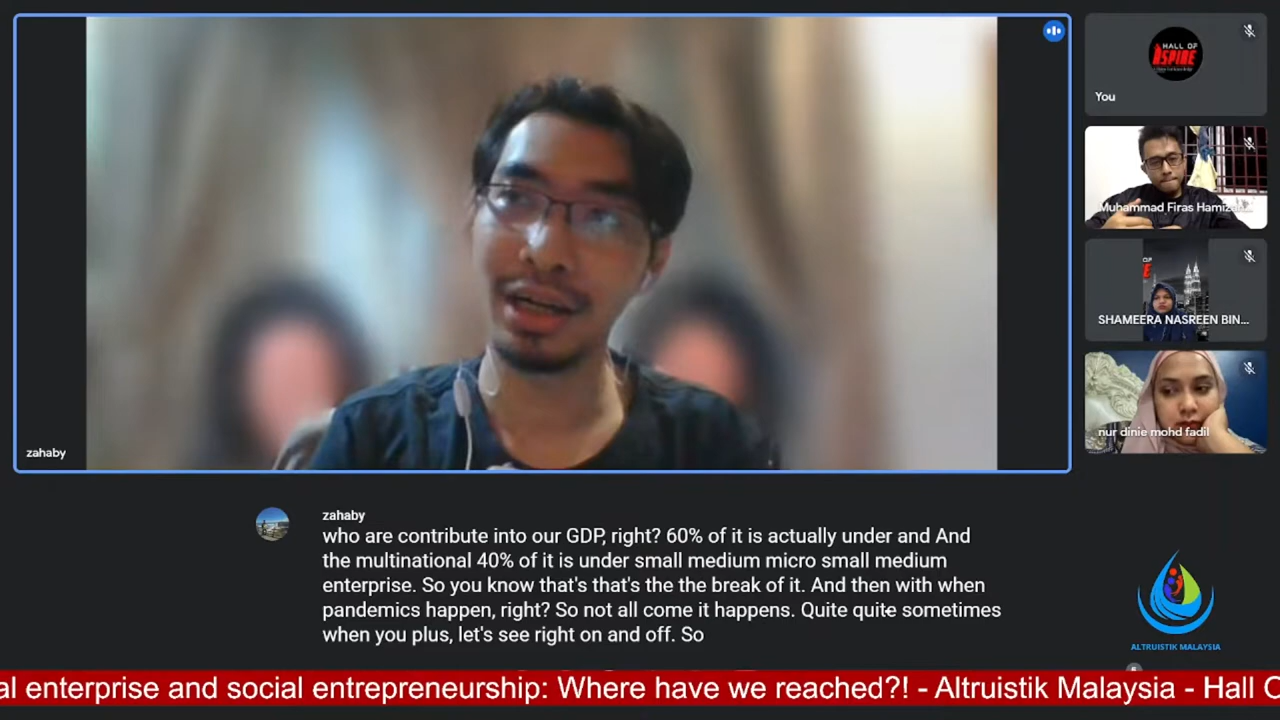 HALL OF
ASPIRE
You
Muhammad Firas Hamizan...
SHAMEERA NASREEN BIN...
nur dinie mohd fadil
zahaby
zahaby
who are contribute into our GDP, right? 60% of it is actually under and And
the multinational 40% of it is under small medium micro small medium
enterprise. So you know that's that's the the break of it. And then with when
pandemics happen, right? So not all come it happens. Quite quite sometimes
when you plus, let's see right on and off. So
ALTRUISTIK MALAYSIA
al enterprise and social entrepreneurship: Where have we reached?! - Altruistik Malaysia - Hall O